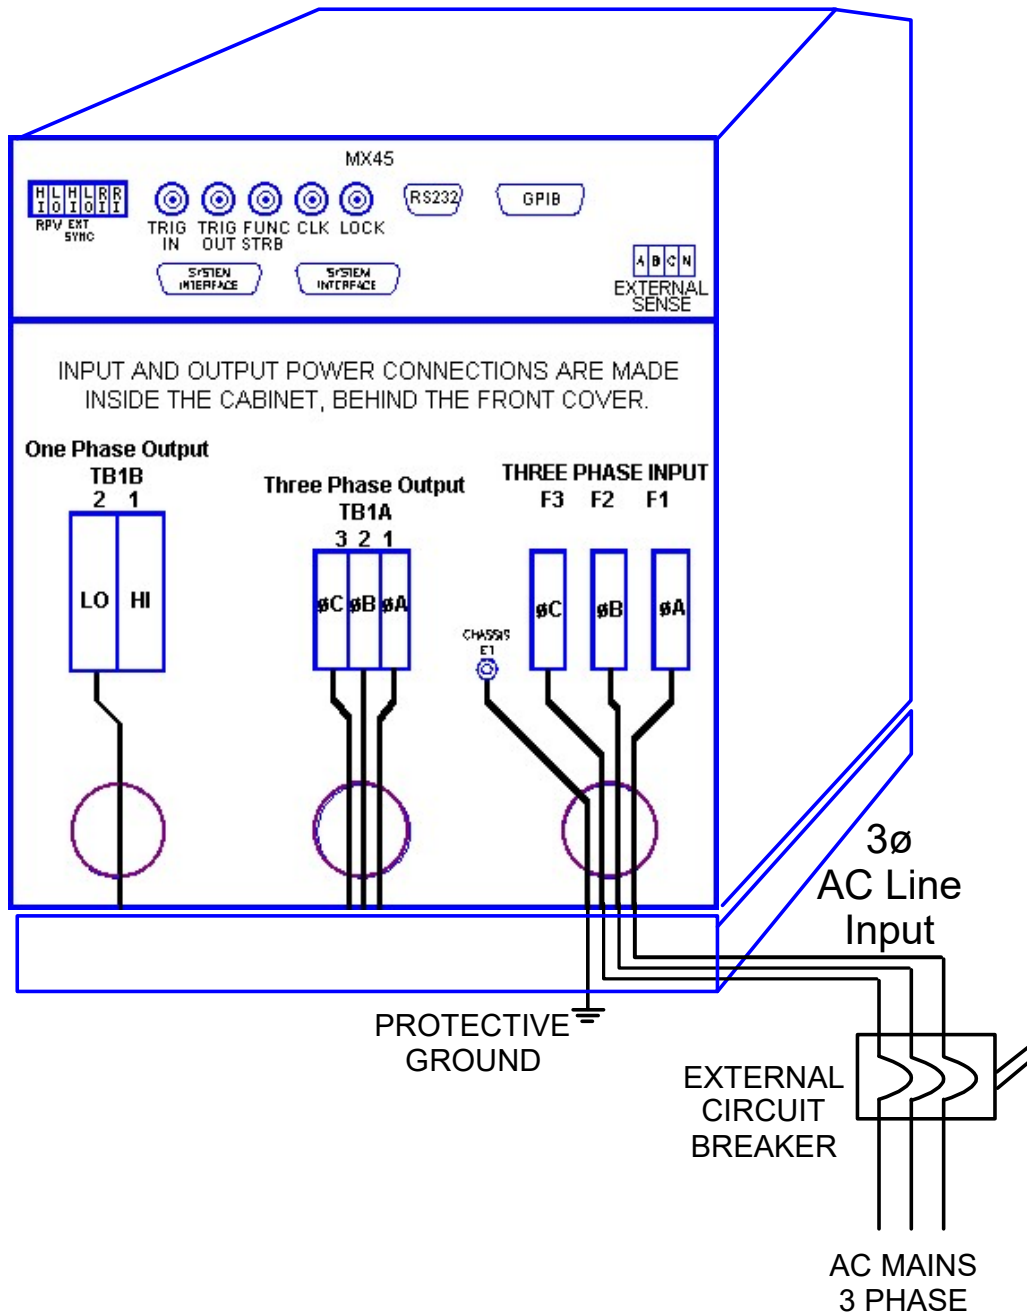 MX45
H L H L R R
I O I O I I
RPV EXT
SYNC
TRIG
IN
TRIG
OUT
FUNC
STRB
CLK
LOCK
RS232
GPIB
SYSTEM
INTERFACE
SYSTEM
INTERFACE
A B C N
EXTERNAL
SENSE
INPUT AND OUTPUT POWER CONNECTIONS ARE MADE
INSIDE THE CABINET, BEHIND THE FRONT COVER.
One Phase Output
TB1B
2 1
LO HI
Three Phase Output
TB1A
3 2 1
øC øB øA
THREE PHASE INPUT
F3 F2 F1
øC øB øA
CHASSIS
E1
3ø
AC Line
Input
PROTECTIVE
GROUND
EXTERNAL
CIRCUIT
BREAKER
AC MAINS
3 PHASE